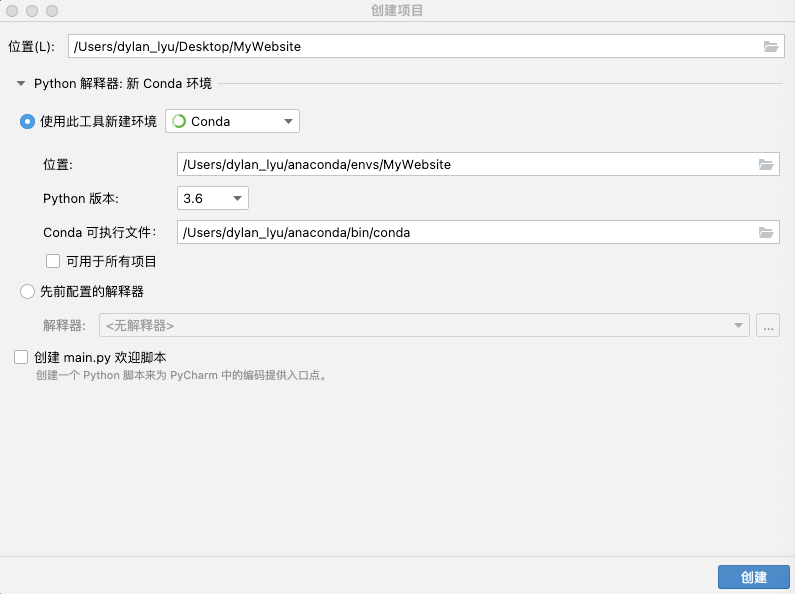 创建项目
位置(L): /Users/dylan_lyu/Desktop/MyWebsite
Python 解释器: 新 Conda 环境
使用此工具新建环境 Conda
位置: /Users/dylan_lyu/anaconda/envs/MyWebsite
Python 版本: 3.6
Conda 可执行文件: /Users/dylan_lyu/anaconda/bin/conda
可用于所有项目
先前配置的解释器
解释器: <无解释器> ...
创建 main.py 欢迎脚本
创建一个 Python 脚本来为 PyCharm 中的编码提供入口点。
创建